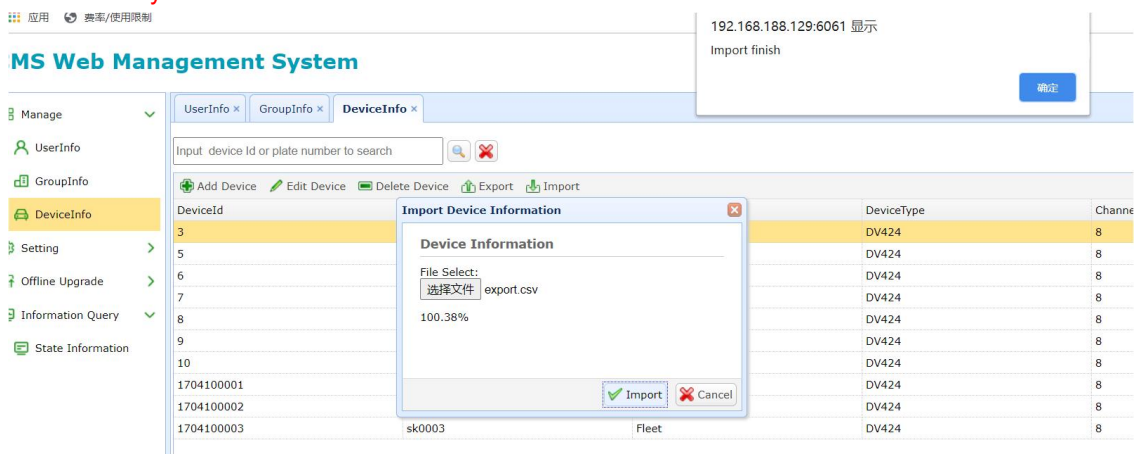 应用 费率/使用限制
192.168.188.129:6061 显示
Import finish
确定
MS Web Management System
Manage
UserInfo
GroupInfo
DeviceInfo
Setting
Offline Upgrade
Information Query
State Information
UserInfo × GroupInfo × DeviceInfo ×
Input device Id or plate number to search
Add Device Edit Device Delete Device Export Import
DeviceId DeviceType Channe
3 DV424 8
5 DV424 8
6 DV424 8
7 DV424 8
8 DV424 8
9 DV424 8
10 DV424 8
1704100001 DV424 8
1704100002 DV424 8
1704100003 sk0003 Fleet DV424 8
Import Device Information
Device Information
File Select:
选择文件 export.csv
100.38%
Import Cancel